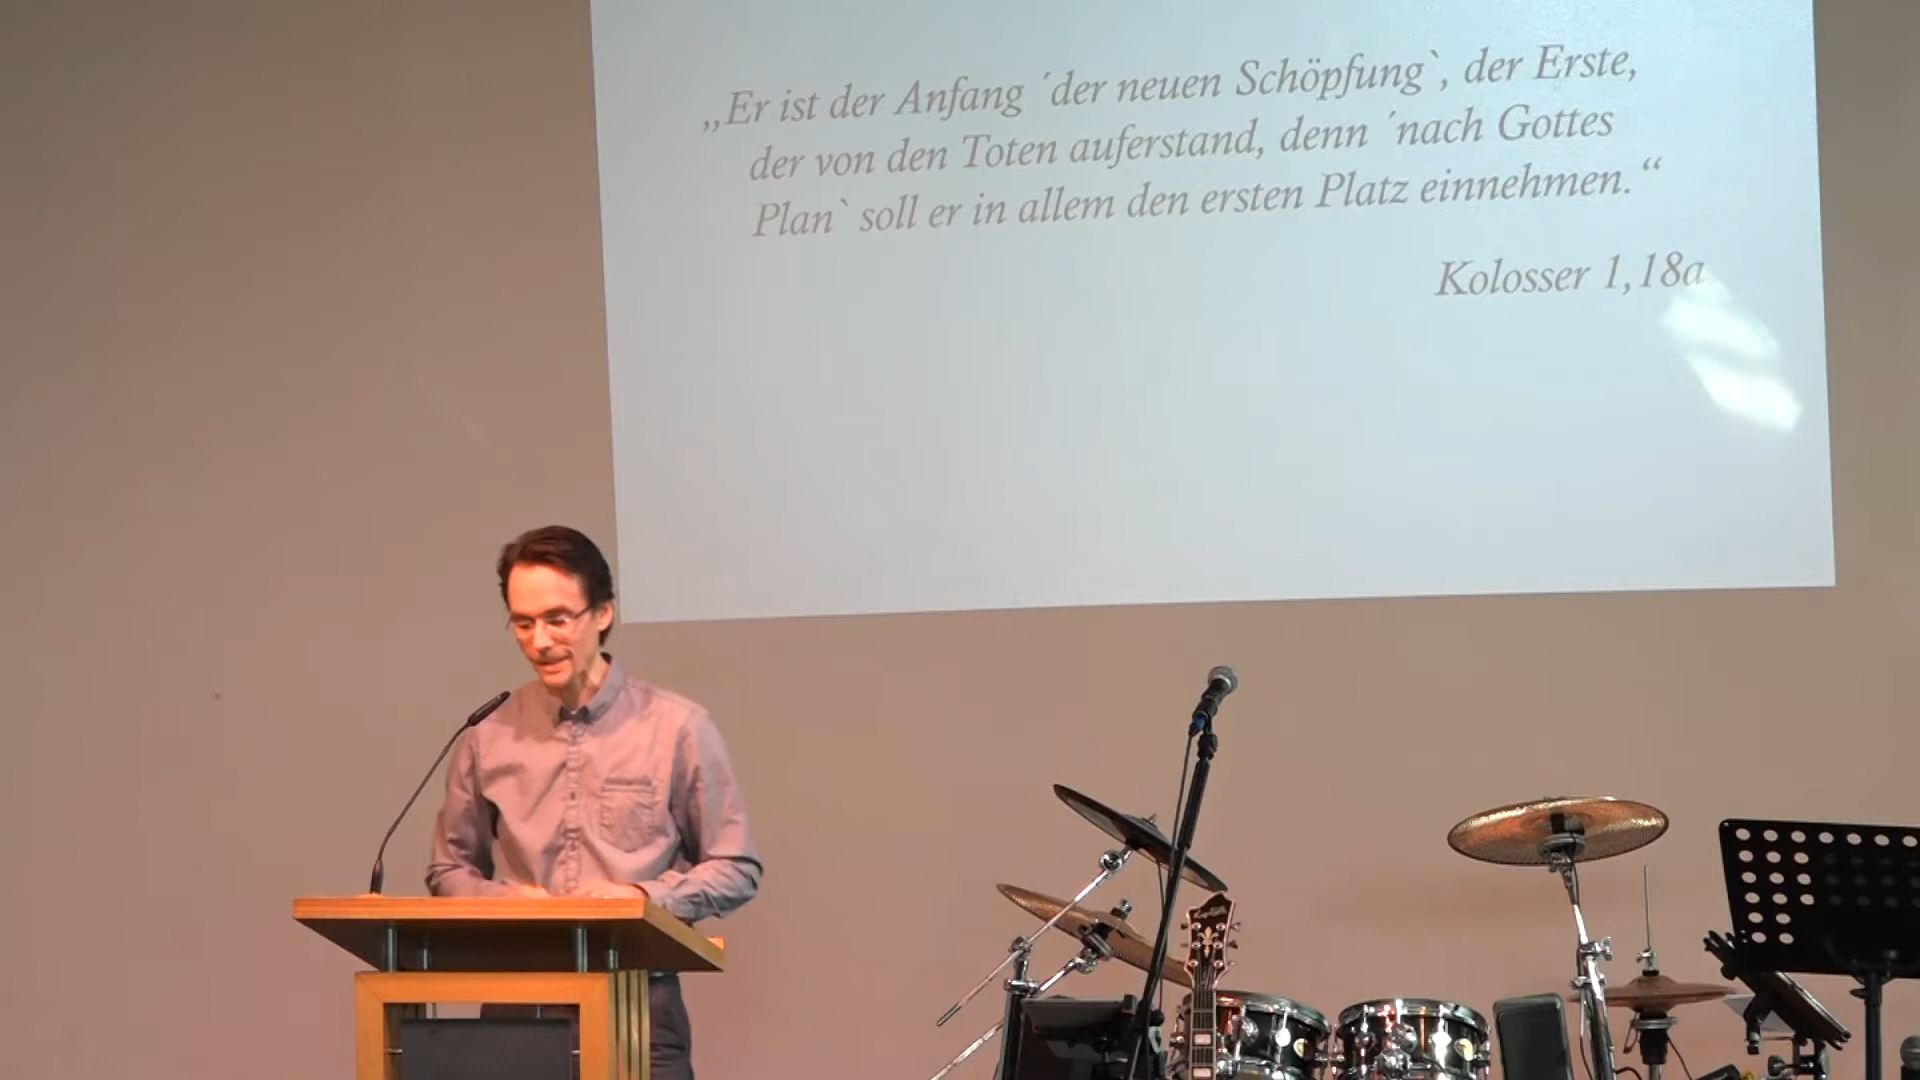 „Er ist der Anfang ´der neuen Schöpfung`, der Erste,
der von den Toten auferstand, denn ´nach Gottes
Plan` soll er in allem den ersten Platz einnehmen.“
Kolosser 1,18a